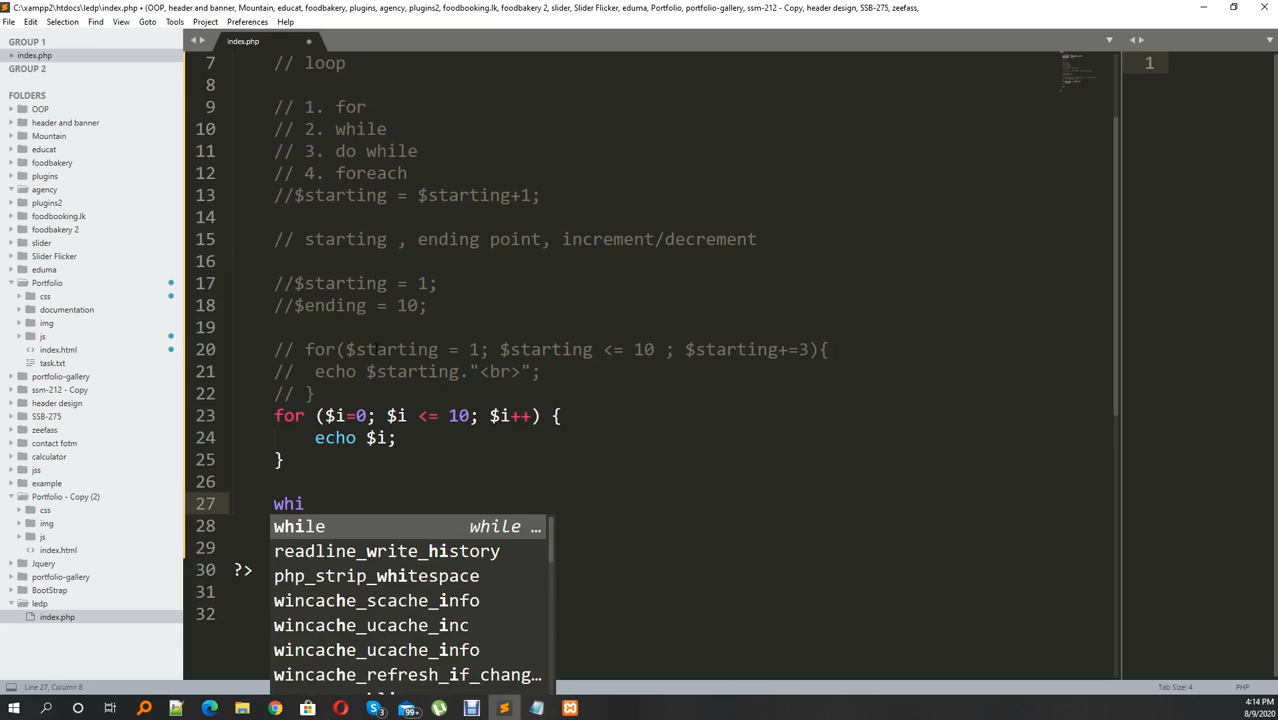 C:\xampp2\htdocs\ledp\index.php • (OOP, header and banner, Mountain, educat, foodbakery, plugins, agency, plugins2, foodbooking.lk, foodbakery 2, slider, Slider Flicker, eduma, Portfolio, portfolio-gallery, ssm-212 - Copy, header design, SSB-275, zeefass,
File Edit Selection Find View Goto Tools Project Preferences Help
GROUP 1
index.php
GROUP 2
FOLDERS
OOP
header and banner
Mountain
educat
foodbakery
plugins
agency
plugins2
foodbooking.lk
foodbakery 2
slider
Slider Flicker
eduma
Portfolio
css
documentation
img
js
index.html
task.txt
portfolio-gallery
ssm-212 - Copy
header design
SSB-275
zeefass
contact fotm
calculator
jss
example
Portfolio - Copy (2)
css
img
js
index.html
Jquery
portfolio-gallery
BootStrap
ledp
index.php
index.php
7 // loop
8
9 // 1. for
10 // 2. while
11 // 3. do while
12 // 4. foreach
13 //$starting = $starting+1;
14
15 // starting , ending point, increment/decrement
16
17 //$starting = 1;
18 //$ending = 10;
19
20 // for($starting = 1; $starting <= 10 ; $starting+=3){
21 // echo $starting."<br>";
22 // }
23 for ($i=0; $i <= 10; $i++) {
24 echo $i;
25 }
26
27 whi
28
29
30 ?>
31
32
while while …
readline_write_history
php_strip_whitespace
wincache_scache_info
wincache_ucache_inc
wincache_ucache_info
wincache_refresh_if_chang…
1
Line 27, Column 8
Tab Size: 4
PHP
3
99+
4:14 PM
8/9/2020